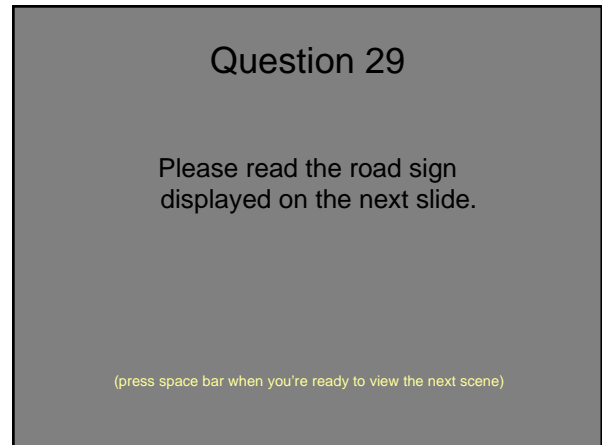 Question 29
Please read the road sign
displayed on the next slide.
(press space bar when you're ready to view the next scene)